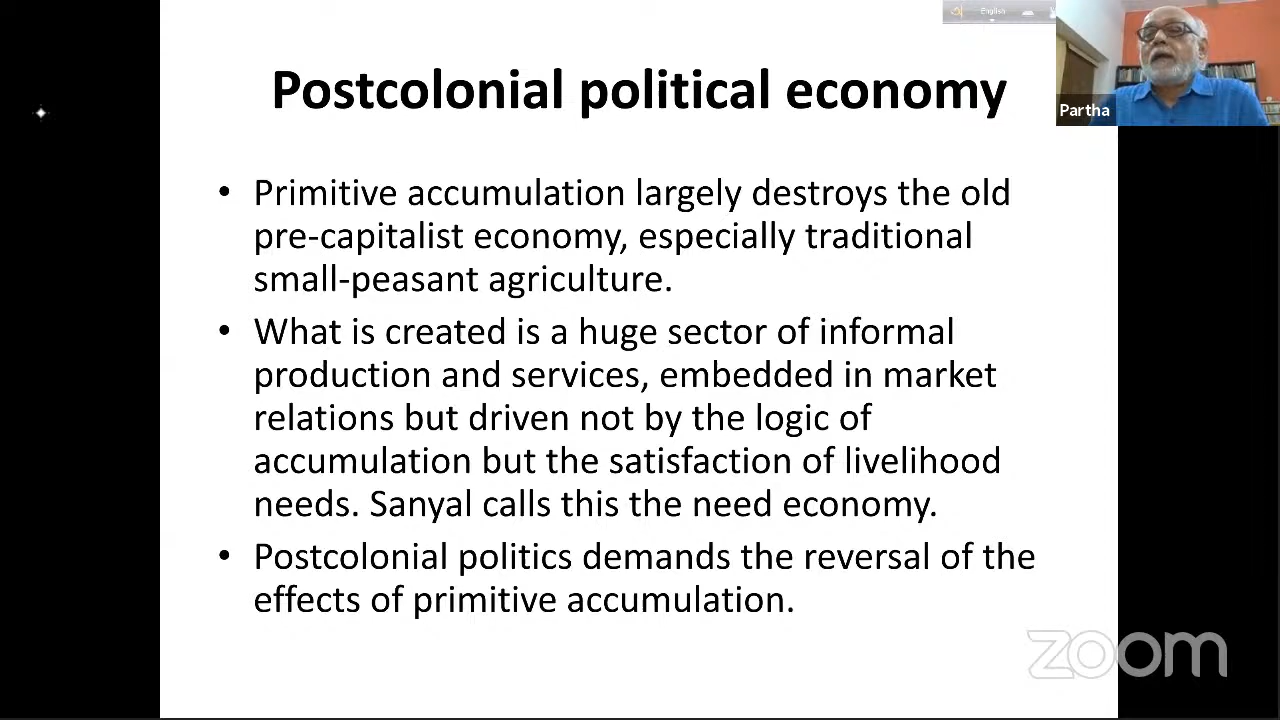 English
Postcolonial political economy
Partha
• Primitive accumulation largely destroys the old
pre-capitalist economy, especially traditional
small-peasant agriculture.
• What is created is a huge sector of informal
production and services, embedded in market
relations but driven not by the logic of
accumulation but the satisfaction of livelihood
needs. Sanyal calls this the need economy.
• Postcolonial politics demands the reversal of the
effects of primitive accumulation.
zoom